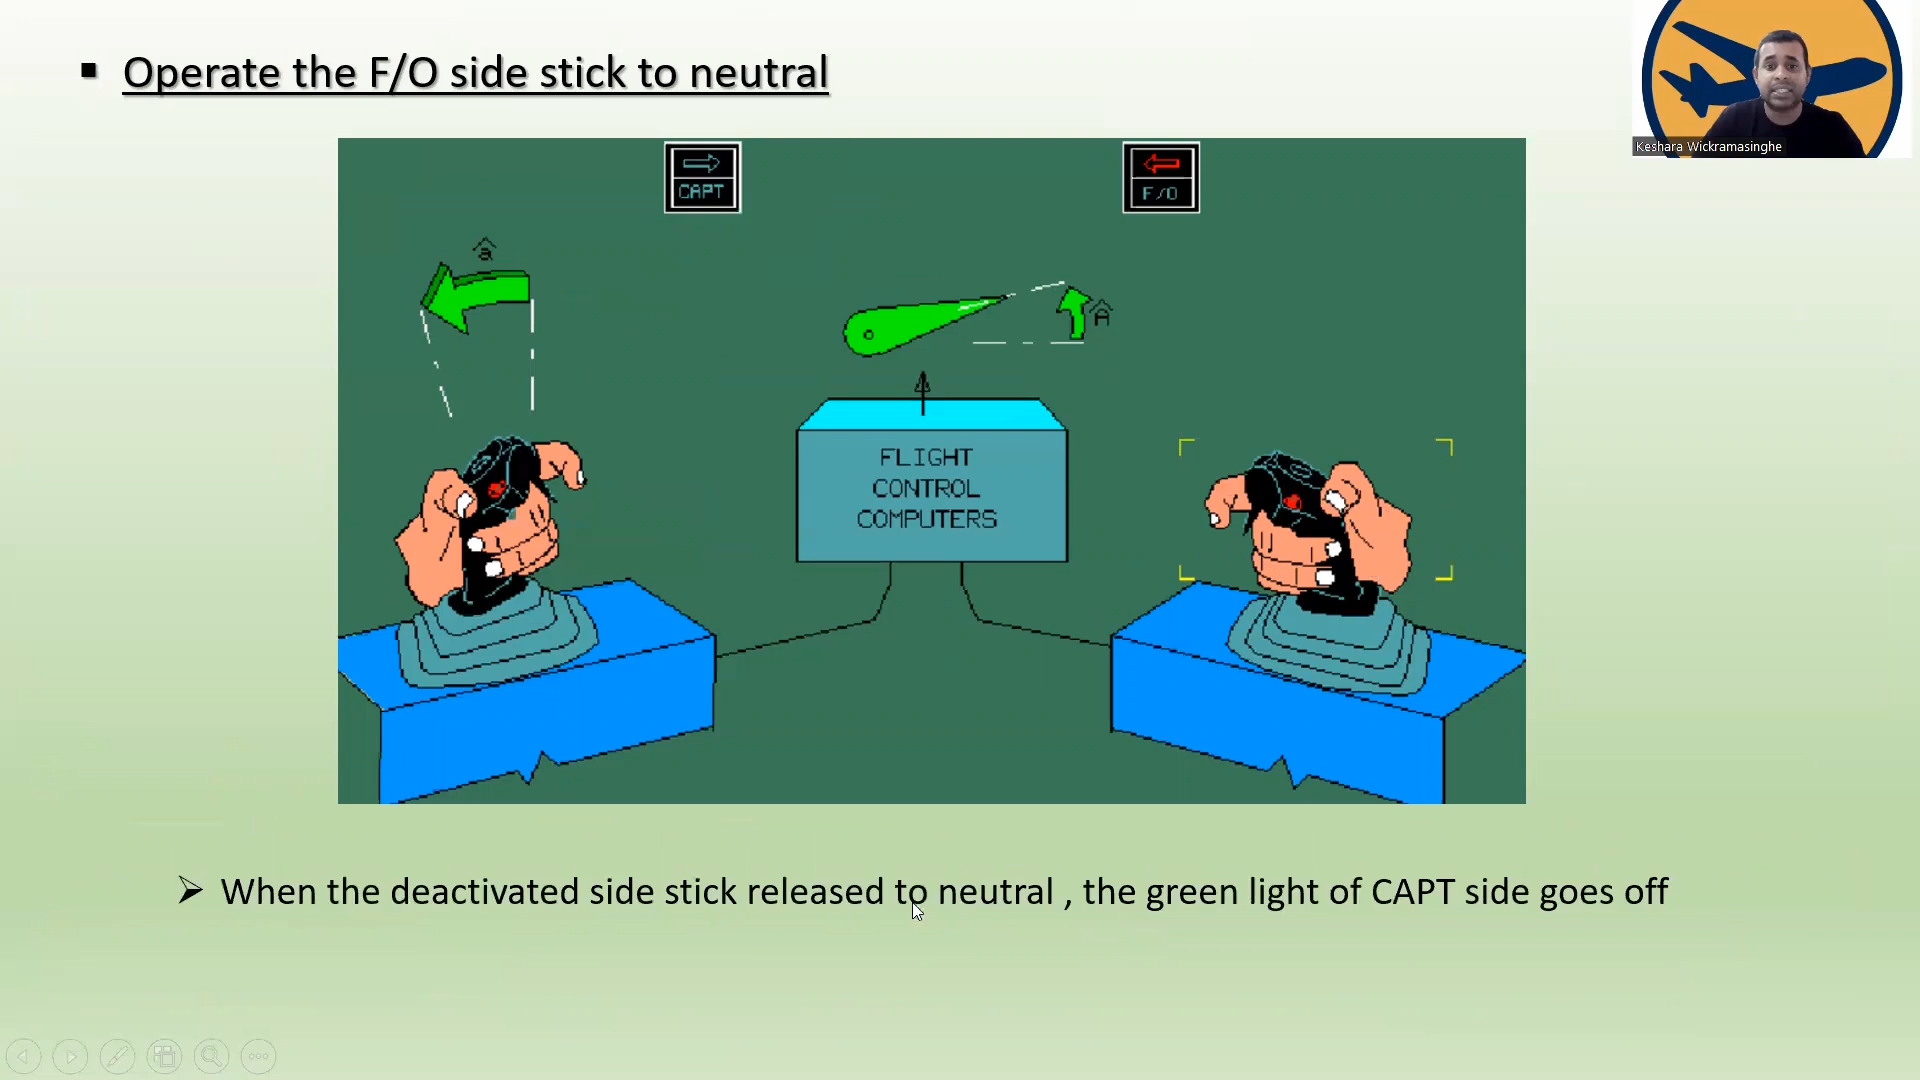 Operate the F/O side stick to neutral
Keshara Wickramasinghe
CAPT
F/O
â
Â
FLIGHT
CONTROL
COMPUTERS
When the deactivated side stick released to neutral , the green light of CAPT side goes off